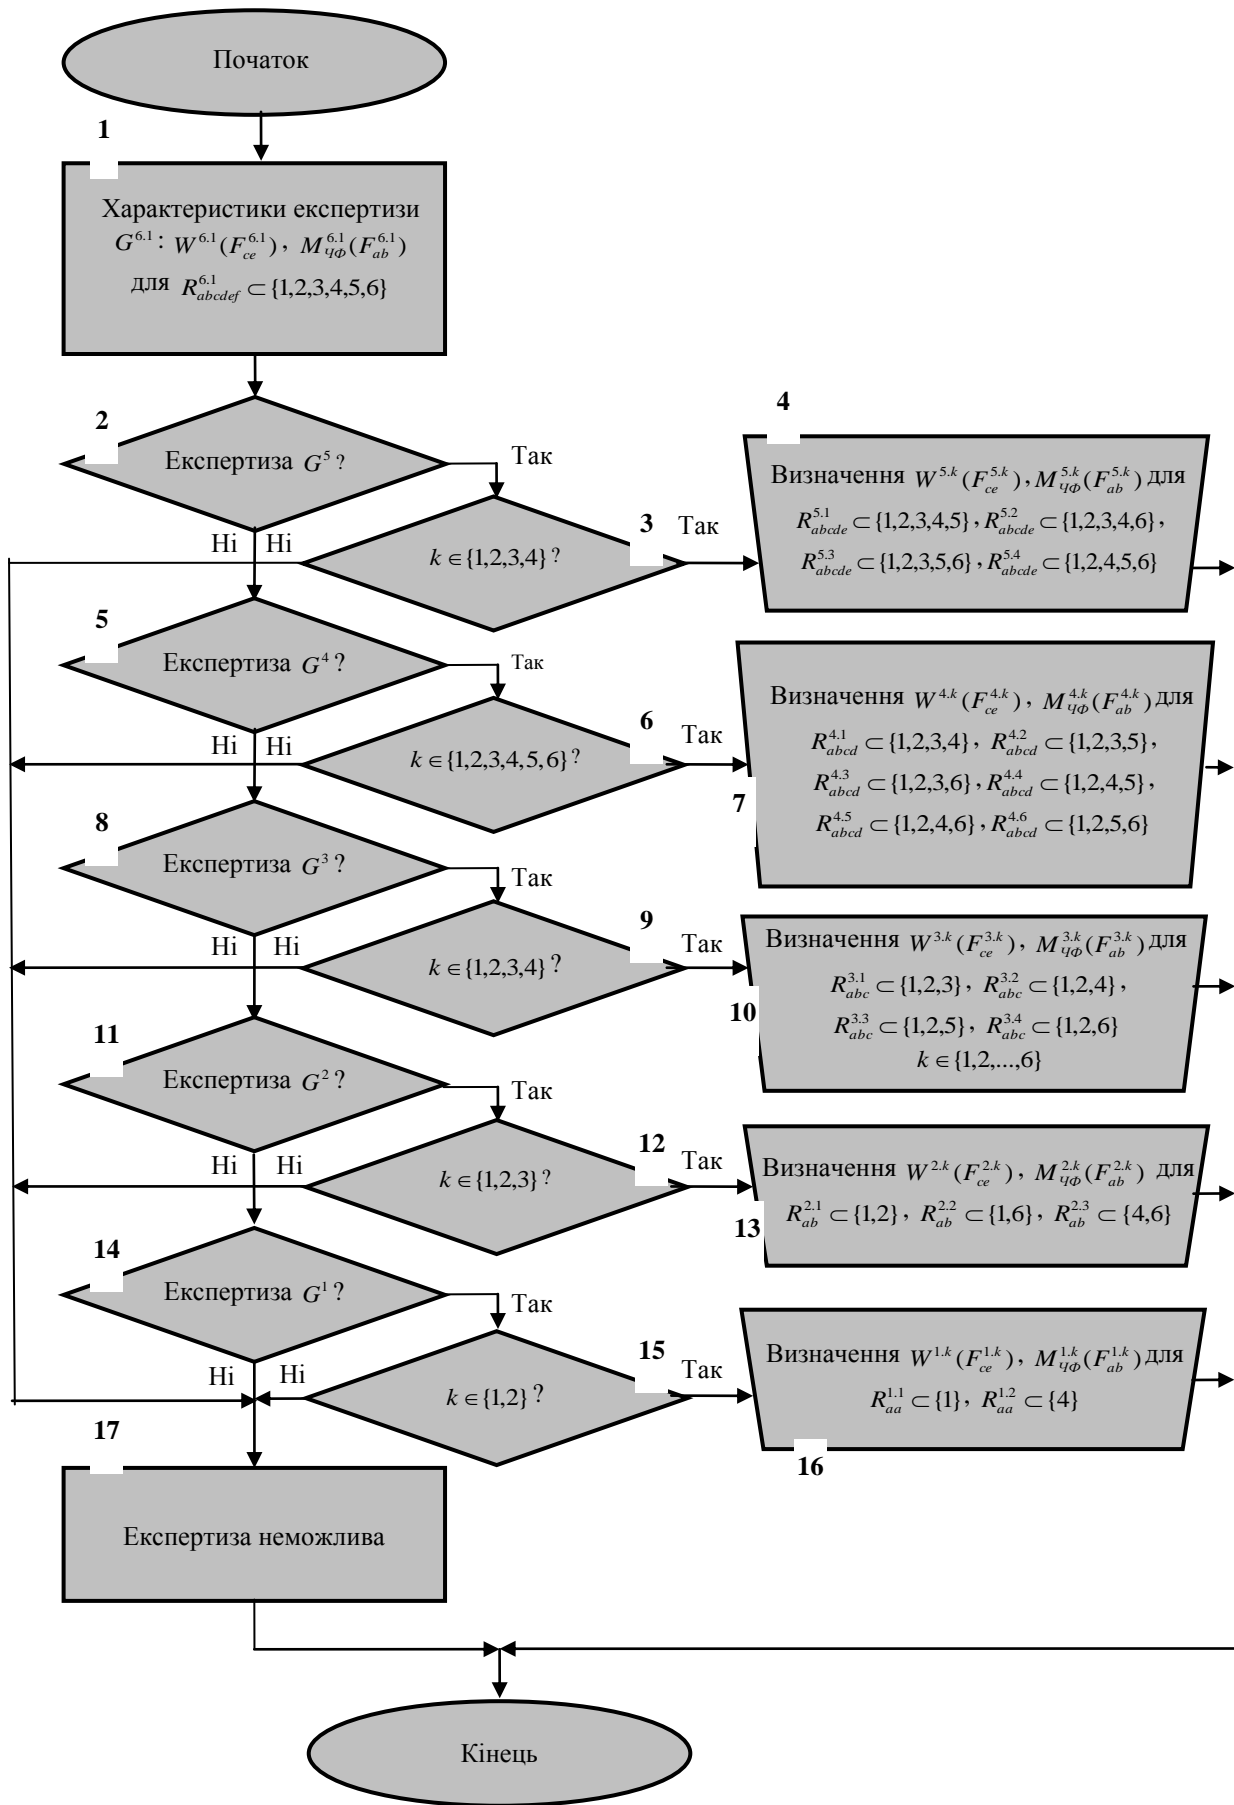 Початок
1
Характеристики експертизи
G^{6.1}: W^{6.1}(F_{ce}^{6.1}), M_{ЧФ}^{6.1}(F_{ab}^{6.1})
для R_{abcdef}^{6.1} ⊂ {1,2,3,4,5,6}
2
Експертиза G^5 ?
Так
Ні
3
k ∈ {1,2,3,4} ?
Так
Ні
4
Визначення W^{5.k}(F_{ce}^{5.k}), M_{ЧФ}^{5.k}(F_{ab}^{5.k}) для
R_{abcde}^{5.1} ⊂ {1,2,3,4,5}, R_{abcde}^{5.2} ⊂ {1,2,3,4,6},
R_{abcde}^{5.3} ⊂ {1,2,3,5,6}, R_{abcde}^{5.4} ⊂ {1,2,4,5,6}
5
Експертиза G^4 ?
Так
Ні
6
k ∈ {1,2,3,4,5,6} ?
Так
Ні
7
Визначення W^{4.k}(F_{ce}^{4.k}), M_{ЧФ}^{4.k}(F_{ab}^{4.k}) для
R_{abcd}^{4.1} ⊂ {1,2,3,4}, R_{abcd}^{4.2} ⊂ {1,2,3,5},
R_{abcd}^{4.3} ⊂ {1,2,3,6}, R_{abcd}^{4.4} ⊂ {1,2,4,5},
R_{abcd}^{4.5} ⊂ {1,2,4,6}, R_{abcd}^{4.6} ⊂ {1,2,5,6}
8
Експертиза G^3 ?
Так
Ні
9
k ∈ {1,2,3,4} ?
Так
Ні
10
Визначення W^{3.k}(F_{ce}^{3.k}), M_{ЧФ}^{3.k}(F_{ab}^{3.k}) для
R_{abc}^{3.1} ⊂ {1,2,3}, R_{abc}^{3.2} ⊂ {1,2,4},
R_{abc}^{3.3} ⊂ {1,2,5}, R_{abc}^{3.4} ⊂ {1,2,6}
k ∈ {1,2,...,6}
11
Експертиза G^2 ?
Так
Ні
12
k ∈ {1,2,3} ?
Так
Ні
13
Визначення W^{2.k}(F_{ce}^{2.k}), M_{ЧФ}^{2.k}(F_{ab}^{2.k}) для
R_{ab}^{2.1} ⊂ {1,2}, R_{ab}^{2.2} ⊂ {1,6}, R_{ab}^{2.3} ⊂ {4,6}
14
Експертиза G^1 ?
Так
Ні
15
k ∈ {1,2} ?
Так
Ні
Визначення W^{1.k}(F_{ce}^{1.k}), M_{ЧФ}^{1.k}(F_{ab}^{1.k}) для
R_{aa}^{1.1} ⊂ {1}, R_{aa}^{1.2} ⊂ {4}
16
17
Експертиза неможлива
Кінець